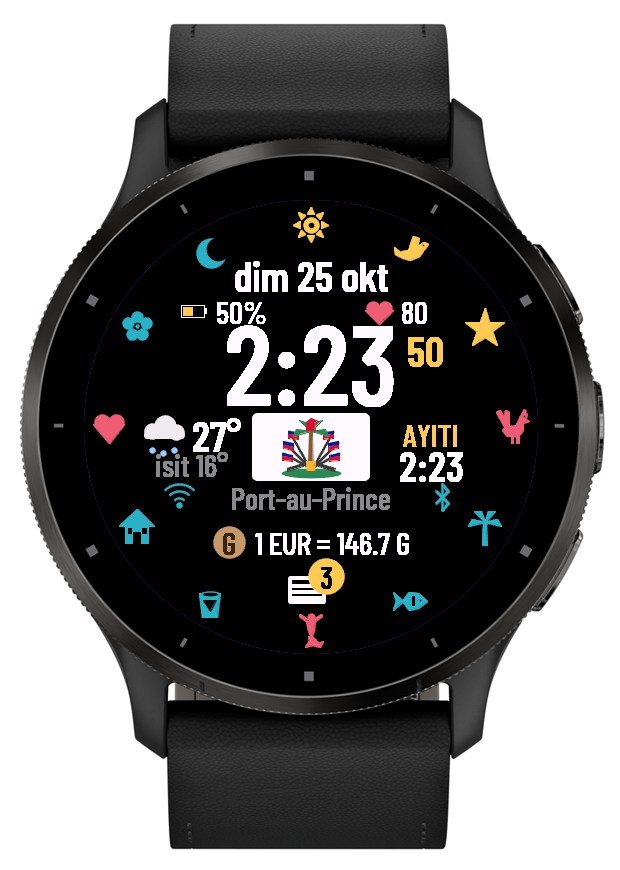 dim 25 okt
50% 80
2:23 50
27° AYITI
isit 16° 2:23
Port-au-Prince
G 1 EUR = 146.7 G
3